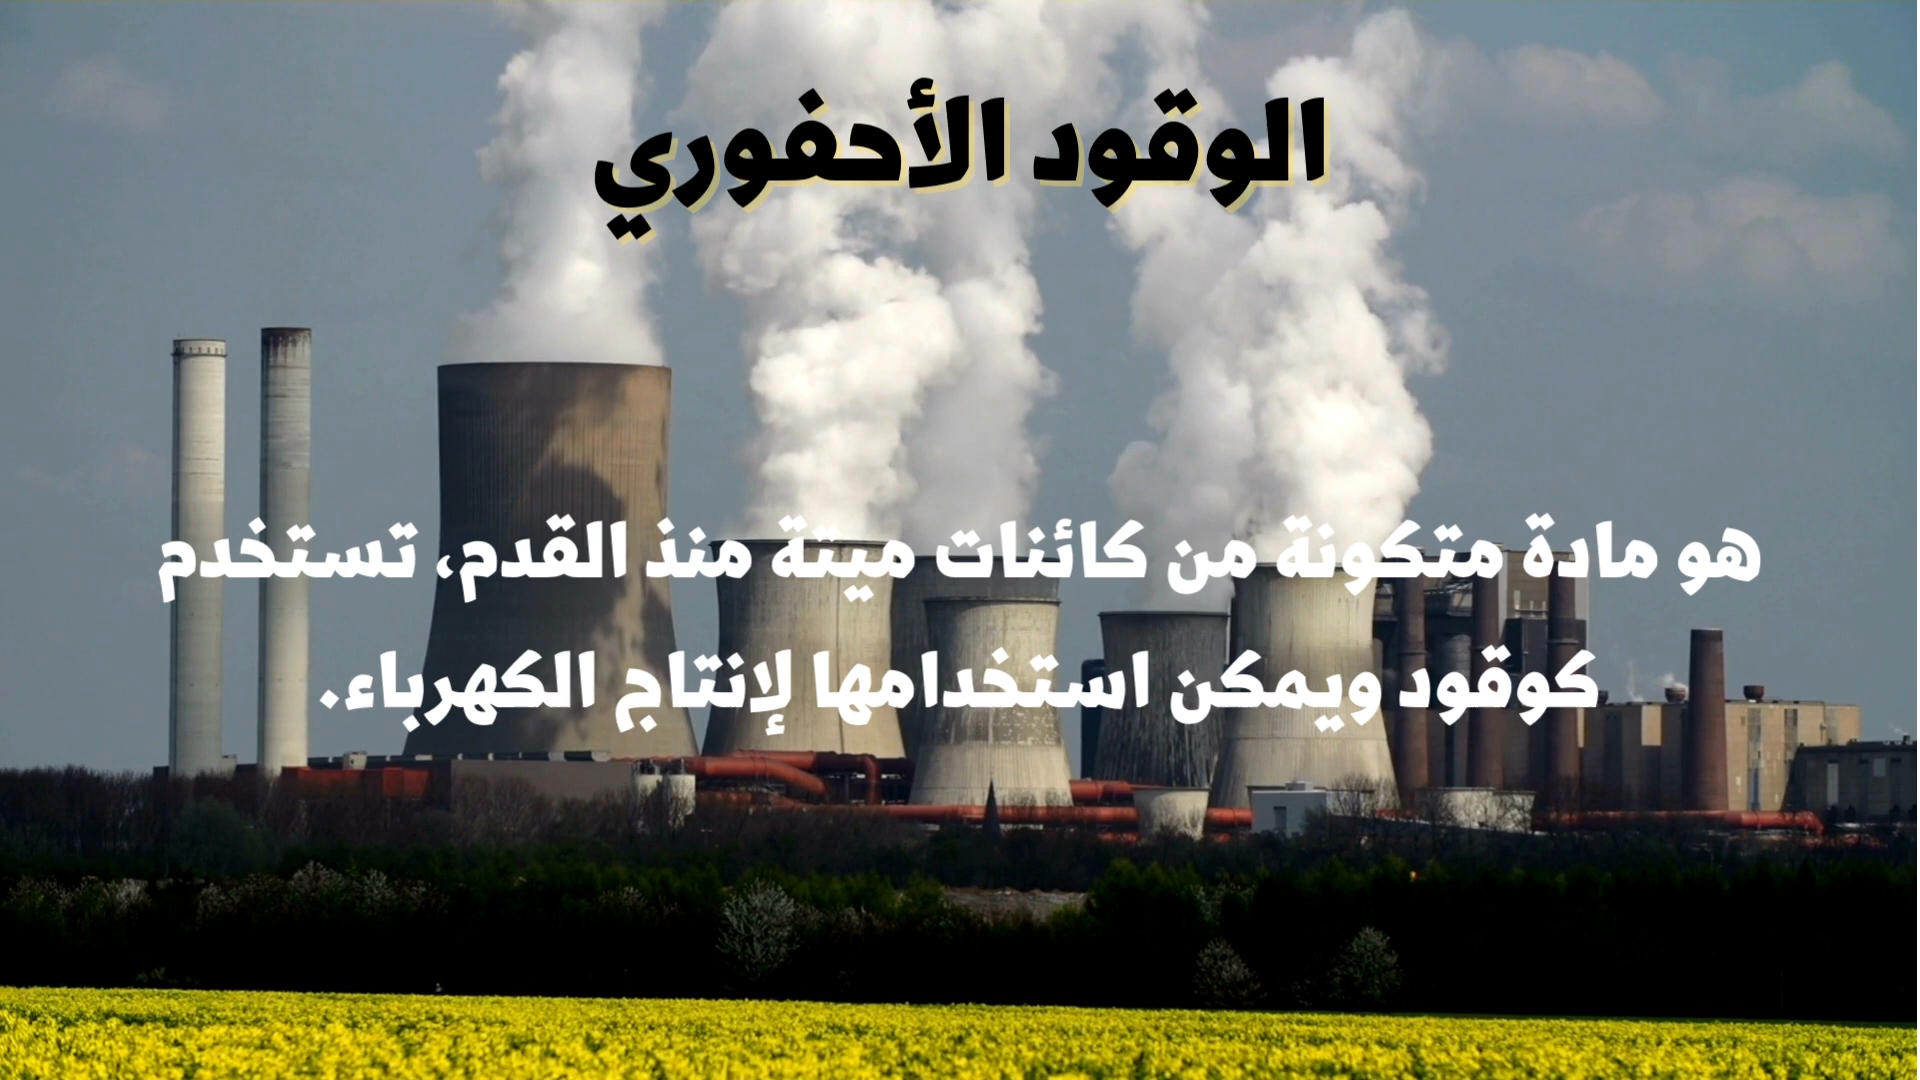 الوقود الأحفوري
هو مادة متكونة من كائنات ميتة منذ القدم، تستخدم
كوقود ويمكن استخدامها لإنتاج الكهرباء.